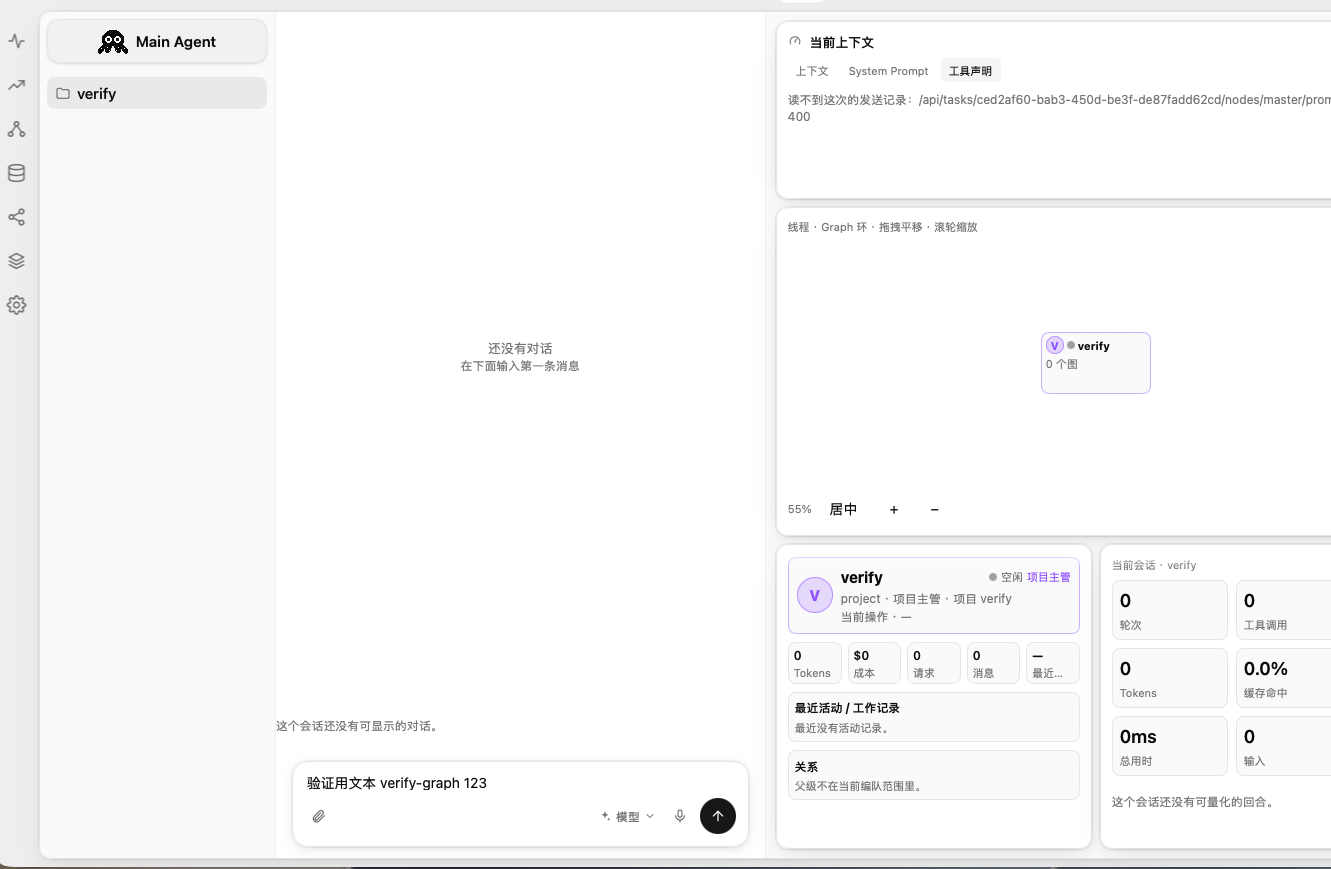 Main Agent
verify
还没有对话
在下面输入第一条消息
这个会话还没有可显示的对话。
验证用文本 verify-graph 123
模型
当前上下文
上下文 System Prompt 工具声明
读不到这次的发送记录：/api/tasks/ced2af60-bab3-450d-be3f-de87fadd62cd/nodes/master/prom
400
线程 · Graph 环 · 拖拽平移 · 滚轮缩放
V verify
0 个图
55% 居中 + −
V
verify 空闲 项目主管
project · 项目主管 · 项目 verify
当前操作 · —
0 $0 0 0 —
Tokens 成本 请求 消息 最近...
最近活动 / 工作记录
最近没有活动记录。
关系
父级不在当前编队范围里。
当前会话 · verify
0 0
轮次 工具调用
0 0.0%
Tokens 缓存命中
0ms 0
总用时 输入
这个会话还没有可量化的回合。